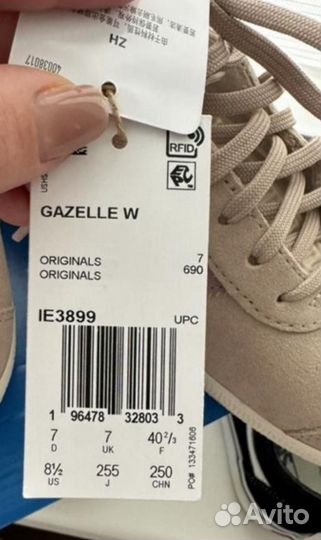 ZH
40038017
RFID
GAZELLE W
ORIGINALS 7
ORIGINALS 690
IE3899 UPC
1 96478 32803 3
7 7 40⅔
D UK F
8½ 255 250
US J CHN
PO# 133471606
Avito